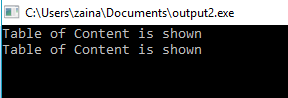 C:\Users\zaina\Documents\output2.exe
Table of Content is shown
Table of Content is shown